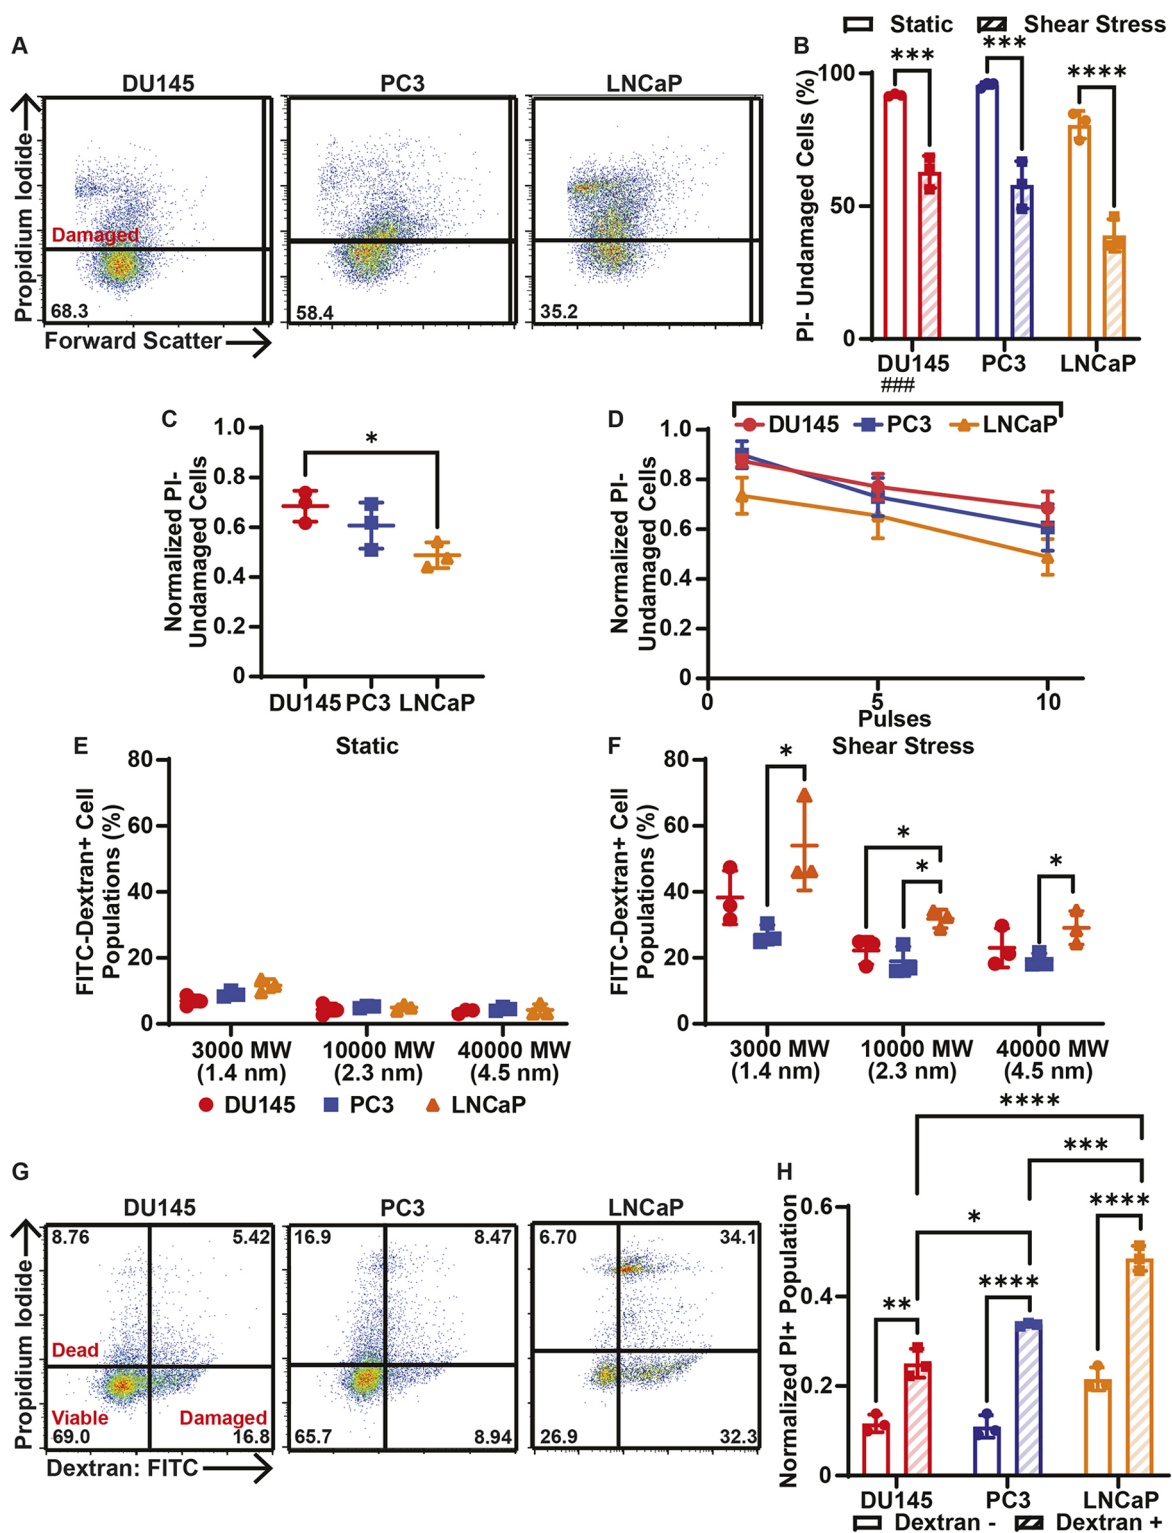 A
DU145
PC3
LNCaP
Propidium Iodide
Damaged
68.3
58.4
35.2
Forward Scatter
B
Static
Shear Stress
***
***
****
PI- Undamaged Cells (%)
100
50
0
DU145
PC3
LNCaP
C
Normalized PI-
Undamaged Cells
1.0
0.8
0.6
0.4
0.2
0
*
DU145
PC3
LNCaP
D
###
DU145
PC3
LNCaP
Normalized PI-
Undamaged Cells
1.0
0.8
0.6
0.4
0.2
0
0
5
10
Pulses
E
Static
FITC-Dextran+ Cell
Populations (%)
80
60
40
20
0
3000 MW
(1.4 nm)
10000 MW
(2.3 nm)
40000 MW
(4.5 nm)
DU145
PC3
LNCaP
F
Shear Stress
FITC-Dextran+ Cell
Populations (%)
80
60
40
20
0
*
*
*
*
3000 MW
(1.4 nm)
10000 MW
(2.3 nm)
40000 MW
(4.5 nm)
G
DU145
PC3
LNCaP
Propidium Iodide
8.76
5.42
Dead
Viable
69.0
Damaged
16.8
16.9
8.47
65.7
8.94
6.70
34.1
26.9
32.3
Dextran: FITC
H
****
***
****
*
****
**
Normalized PI+ Population
0.6
0.4
0.2
0
DU145
PC3
LNCaP
Dextran -
Dextran +